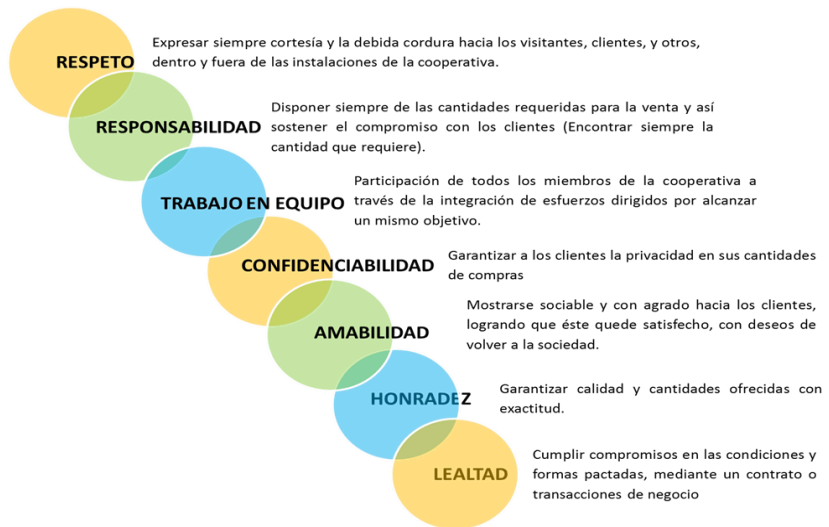 RESPETO
Expresar siempre cortesía y la debida cordura hacia los visitantes, clientes, y otros,
dentro y fuera de las instalaciones de la cooperativa.
RESPONSABILIDAD
Disponer siempre de las cantidades requeridas para la venta y así
sostener el compromiso con los clientes (Encontrar siempre la
cantidad que requiere).
TRABAJO EN EQUIPO
Participación de todos los miembros de la cooperativa a
través de la integración de esfuerzos dirigidos por alcanzar
un mismo objetivo.
CONFIDENCIABILIDAD
Garantizar a los clientes la privacidad en sus cantidades
de compras
AMABILIDAD
Mostrarse sociable y con agrado hacia los clientes,
logrando que éste quede satisfecho, con deseos de
volver a la sociedad.
HONRADEZ
Garantizar calidad y cantidades ofrecidas con
exactitud.
LEALTAD
Cumplir compromisos en las condiciones y
formas pactadas, mediante un contrato o
transacciones de negocio